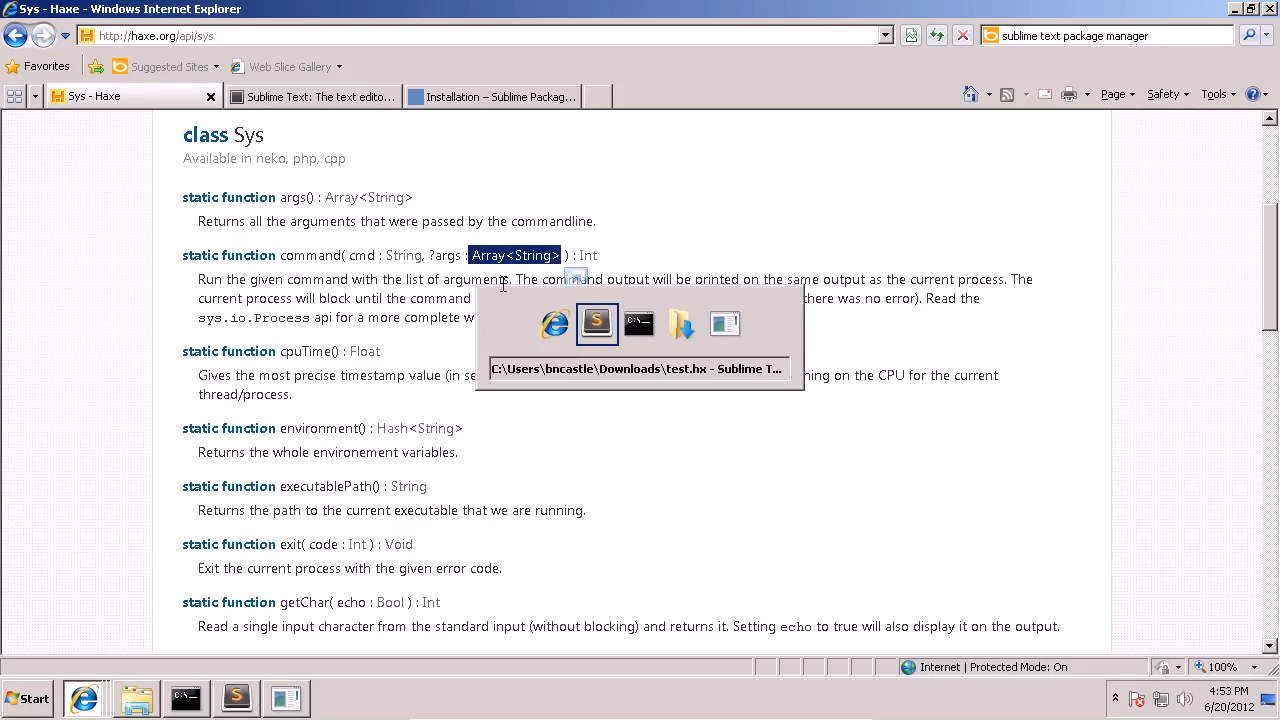 Sys - Haxe - Windows Internet Explorer
http://haxe.org/api/sys
sublime text package manager
Favorites
Suggested Sites
Web Slice Gallery
Sys - Haxe
Sublime Text: The text edito...
Installation – Sublime Packag...
Page
Safety
Tools
class Sys
Available in neko, php, cpp
static function args() : Array<String>
Returns all the arguments that were passed by the commandline.
static function command( cmd : String, ?args : Array<String> ) : Int
Run the given command with the list of arguments. The command output will be printed on the same output as the current process. The
current process will block until the command there was no error). Read the
sys.io.Process api for a more complete
C:\Users\bncastle\Downloads\test.hx - Sublime T...
static function cpuTime() : Float
Gives the most precise timestamp value (in on the CPU for the current
thread/process.
static function environment() : Hash<String>
Returns the whole environement variables.
static function executablePath() : String
Returns the path to the current executable that we are running.
static function exit( code : Int ) : Void
Exit the current process with the given error code.
static function getChar( echo : Bool ) : Int
Read a single input character from the standard input (without blocking) and returns it. Setting echo to true will also display it on the output.
Internet | Protected Mode: On
100%
Start
4:53 PM
6/20/2012